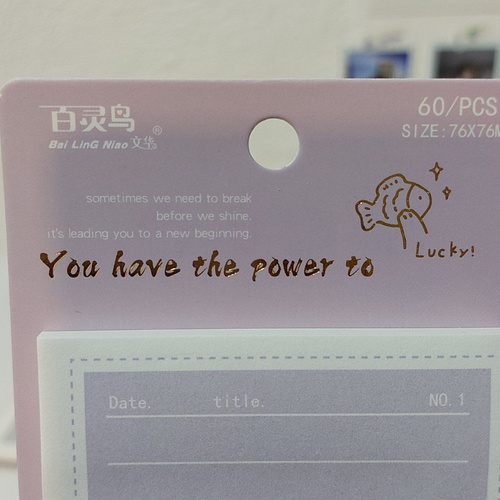 百灵鸟®
Bai LinG Niao 文华
60/PCS
SIZE:76X76M
sometimes we need to break
before we shine.
it's leading you to a new beginning.
You have the power to
Lucky!
Date. title. NO.1